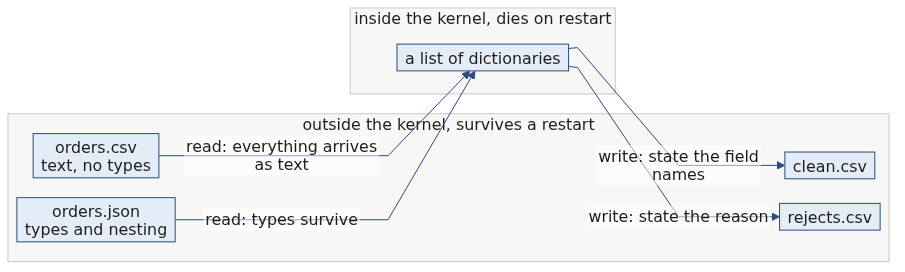 inside the kernel, dies on restart
a list of dictionaries
outside the kernel, survives a restart
orders.csv
text, no types
read: everything arrives
as text
write: state the field
names
clean.csv
orders.json
types and nesting
read: types survive
write: state the reason
rejects.csv